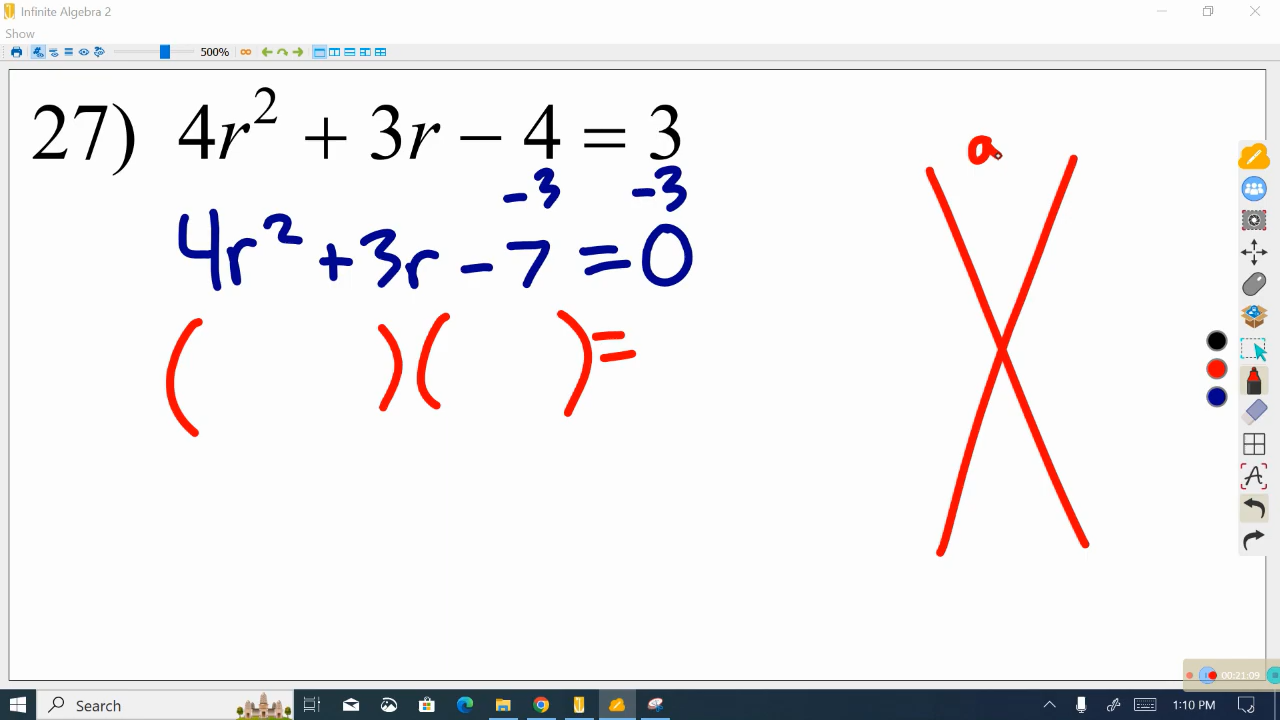 Infinite Algebra 2
Show
500%
27) 4r² + 3r − 4 = 3
-3 -3
4r² + 3r - 7 = 0
a
( )( ) =
A
00:21:09
Search
1:10 PM